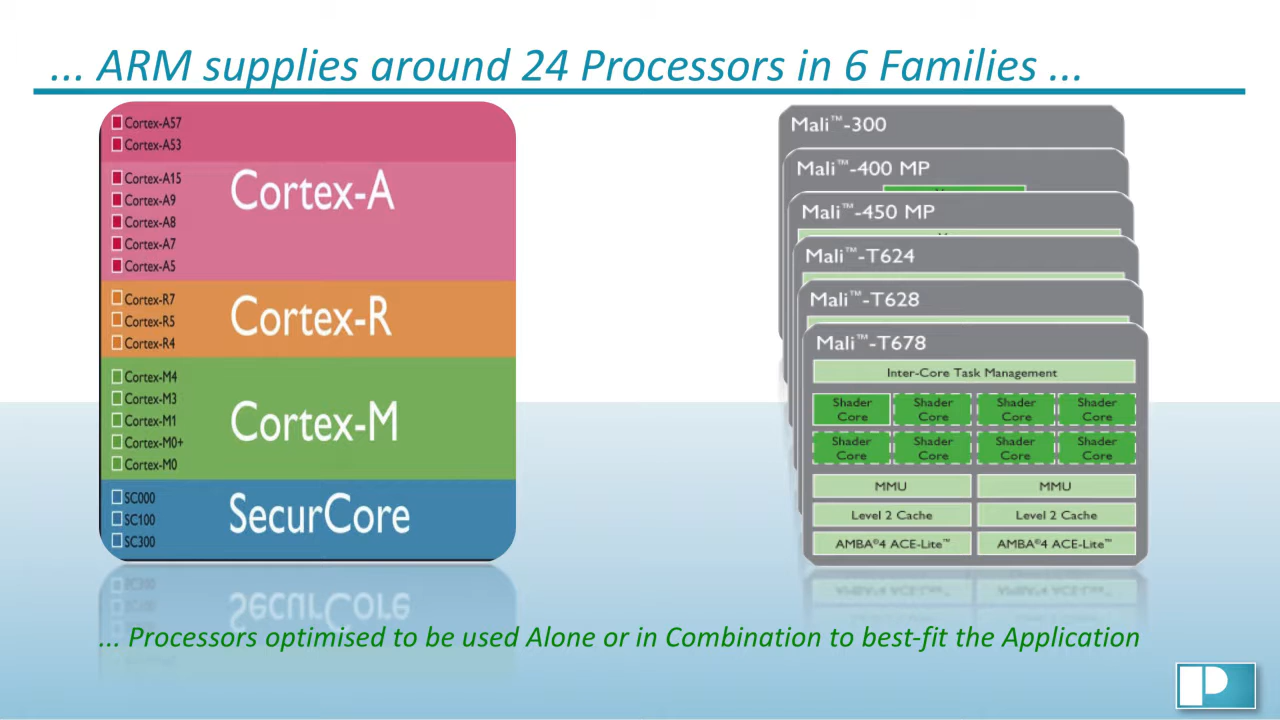 ... ARM supplies around 24 Processors in 6 Families ...
Cortex-A57
Cortex-A53
Cortex-A15
Cortex-A9
Cortex-A8
Cortex-A7
Cortex-A5
Cortex-A
Cortex-R7
Cortex-R5
Cortex-R4
Cortex-R
Cortex-M4
Cortex-M3
Cortex-M1
Cortex-M0+
Cortex-M0
Cortex-M
SC000
SC100
SC300
SecurCore
Mali™-300
Mali™-400 MP
Mali™-450 MP
Mali™-T624
Mali™-T628
Mali™-T678
Inter-Core Task Management
Shader Core Shader Core Shader Core Shader Core
Shader Core Shader Core Shader Core Shader Core
MMU MMU
Level 2 Cache Level 2 Cache
AMBA®4 ACE-Lite™ AMBA®4 ACE-Lite™
... Processors optimised to be used Alone or in Combination to best-fit the Application